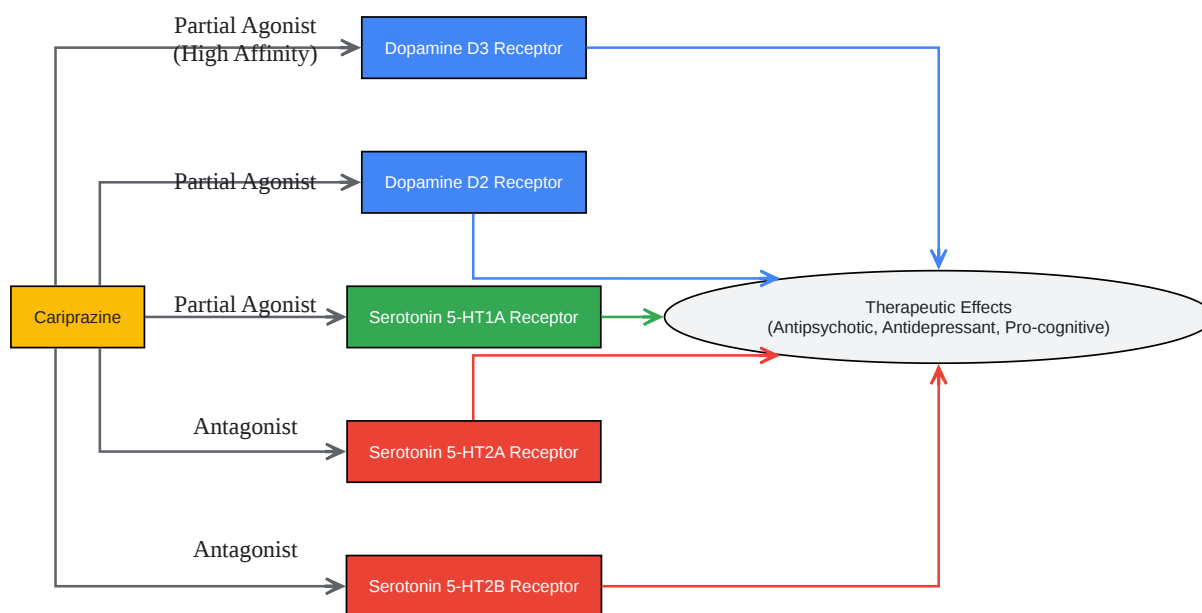 Partial Agonist
(High Affinity)
Dopamine D3 Receptor
Partial Agonist
Dopamine D2 Receptor
Cariprazine
Partial Agonist
Serotonin 5-HT1A Receptor
Therapeutic Effects
(Antipsychotic, Antidepressant, Pro-cognitive)
Antagonist
Serotonin 5-HT2A Receptor
Antagonist
Serotonin 5-HT2B Receptor